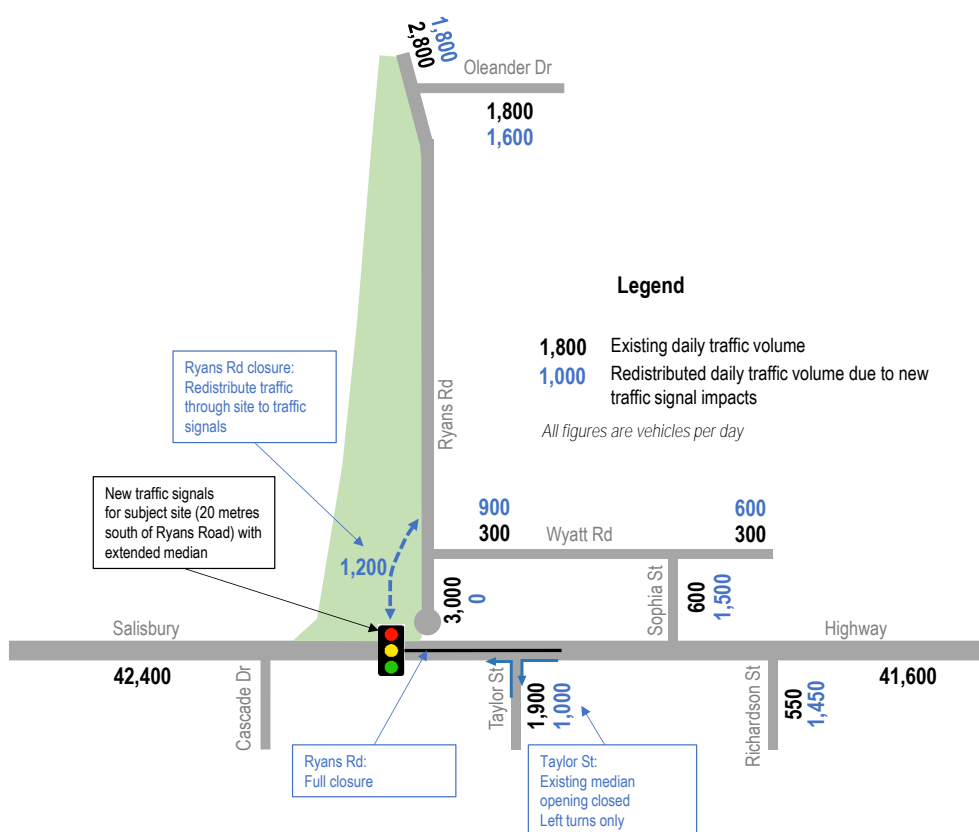 1,800
2,800
Oleander Dr
1,800
1,600
Legend
1,800 Existing daily traffic volume
1,000 Redistributed daily traffic volume due to new
traffic signal impacts
All figures are vehicles per day
Ryans Rd closure:
Redistribute traffic
through site to traffic
signals
Ryans Rd
New traffic signals
for subject site (20 metres
south of Ryans Road) with
extended median
900
300
Wyatt Rd
600
300
1,200
3,000
0
Sophia St
600
1,500
Salisbury
Highway
42,400
41,600
Cascade Dr
Taylor St
1,900
1,000
Richardson St
550
1,450
Ryans Rd:
Full closure
Taylor St:
Existing median
opening closed
Left turns only